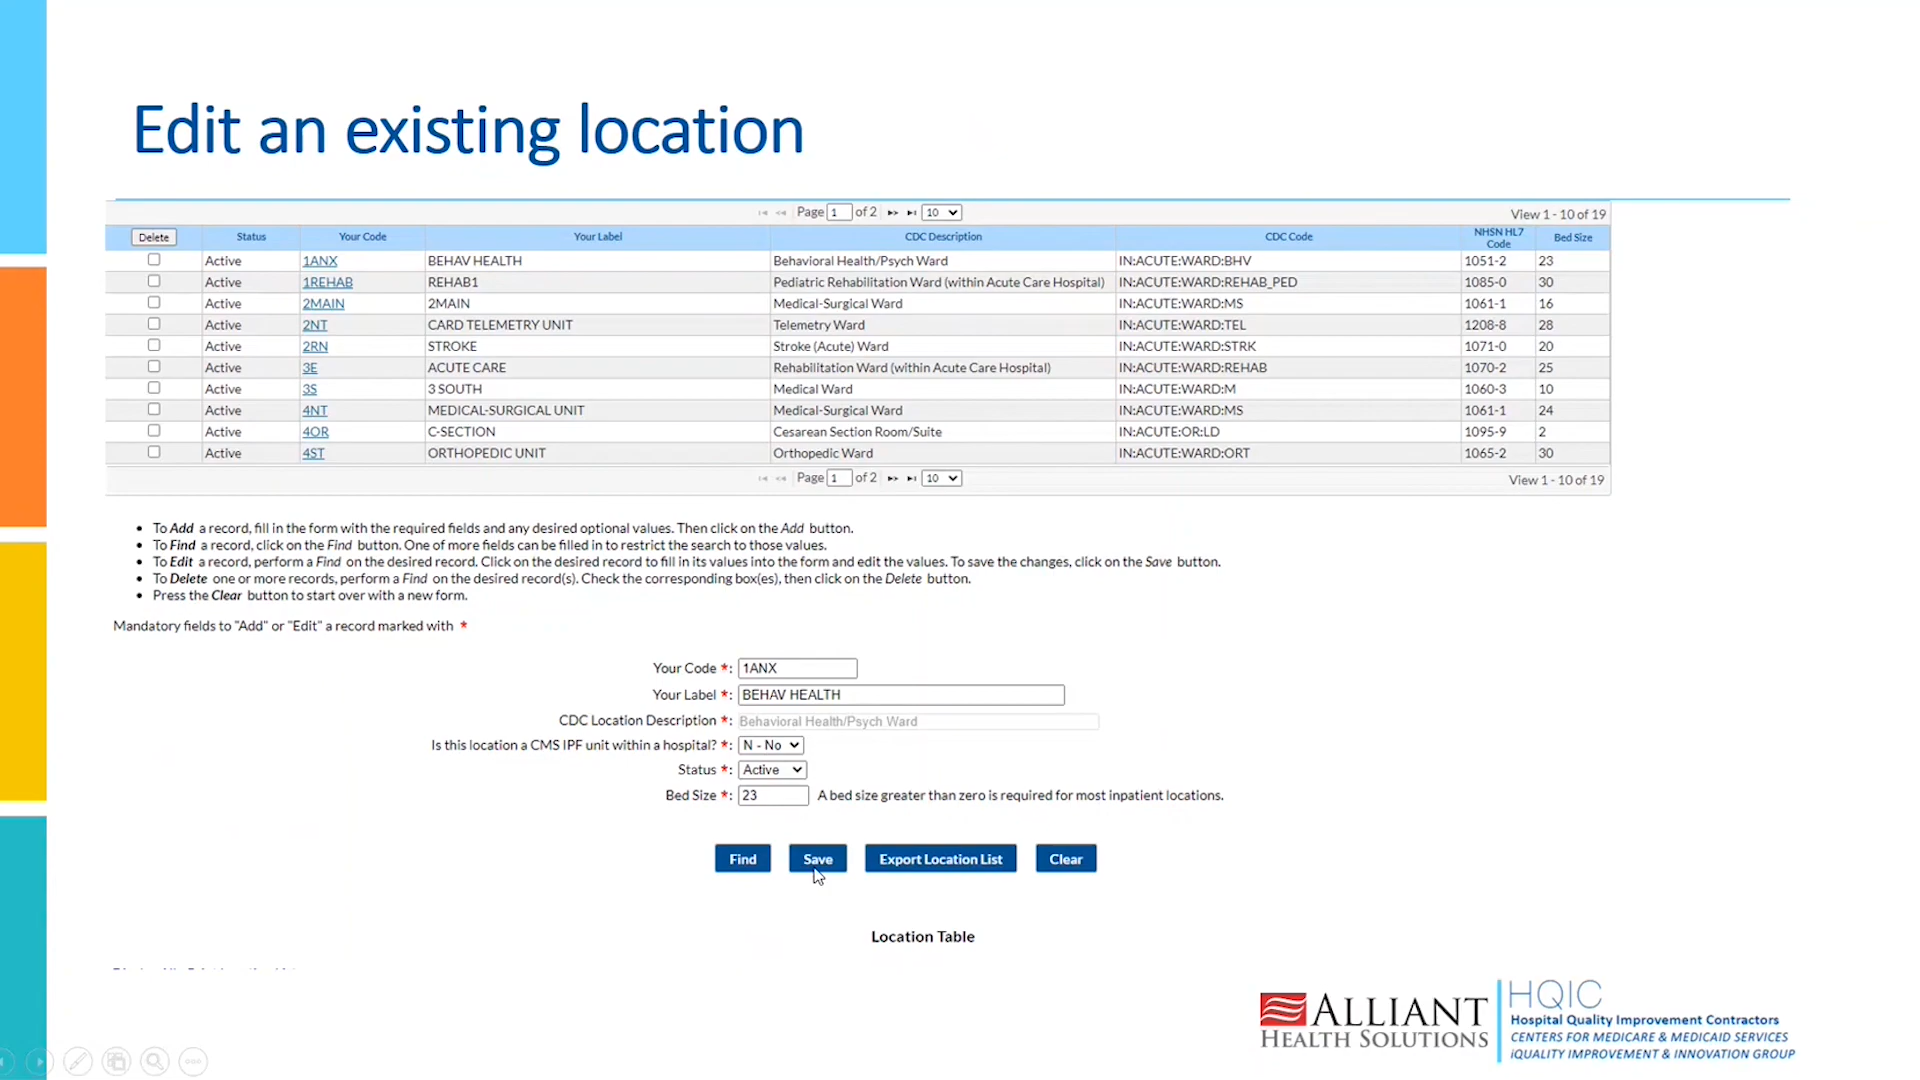 Edit an existing location
Page 1 of 2 10 View 1 - 10 of 19
Delete Status Your Code Your Label CDC Description CDC Code NHSN HL7 Code Bed Size
Active 1ANX BEHAV HEALTH Behavioral Health/Psych Ward IN:ACUTE:WARD:BHV 1051-2 23
Active 1REHAB REHAB1 Pediatric Rehabilitation Ward (within Acute Care Hospital) IN:ACUTE:WARD:REHAB_PED 1085-0 30
Active 2MAIN 2MAIN Medical-Surgical Ward IN:ACUTE:WARD:MS 1061-1 16
Active 2NT CARD TELEMETRY UNIT Telemetry Ward IN:ACUTE:WARD:TEL 1208-8 28
Active 2RN STROKE Stroke (Acute) Ward IN:ACUTE:WARD:STRK 1071-0 20
Active 3E ACUTE CARE Rehabilitation Ward (within Acute Care Hospital) IN:ACUTE:WARD:REHAB 1070-2 25
Active 3S 3 SOUTH Medical Ward IN:ACUTE:WARD:M 1060-3 10
Active 4NT MEDICAL-SURGICAL UNIT Medical-Surgical Ward IN:ACUTE:WARD:MS 1061-1 24
Active 4OR C-SECTION Cesarean Section Room/Suite IN:ACUTE:OR:LD 1095-9 2
Active 4ST ORTHOPEDIC UNIT Orthopedic Ward IN:ACUTE:WARD:ORT 1065-2 30
Page 1 of 2 10 View 1 - 10 of 19
• To Add a record, fill in the form with the required fields and any desired optional values. Then click on the Add button.
• To Find a record, click on the Find button. One of more fields can be filled in to restrict the search to those values.
• To Edit a record, perform a Find on the desired record. Click on the desired record to fill in its values into the form and edit the values. To save the changes, click on the Save button.
• To Delete one or more records, perform a Find on the desired record(s). Check the corresponding box(es), then click on the Delete button.
• Press the Clear button to start over with a new form.
Mandatory fields to "Add" or "Edit" a record marked with *
Your Code *: 1ANX
Your Label *: BEHAV HEALTH
CDC Location Description *: Behavioral Health/Psych Ward
Is this location a CMS IPF unit within a hospital? *: N - No
Status *: Active
Bed Size *: 23 A bed size greater than zero is required for most inpatient locations.
Find Save Export Location List Clear
Location Table
ALLIANT
HEALTH SOLUTIONS
HQIC
Hospital Quality Improvement Contractors
CENTERS FOR MEDICARE & MEDICAID SERVICES
iQUALITY IMPROVEMENT & INNOVATION GROUP